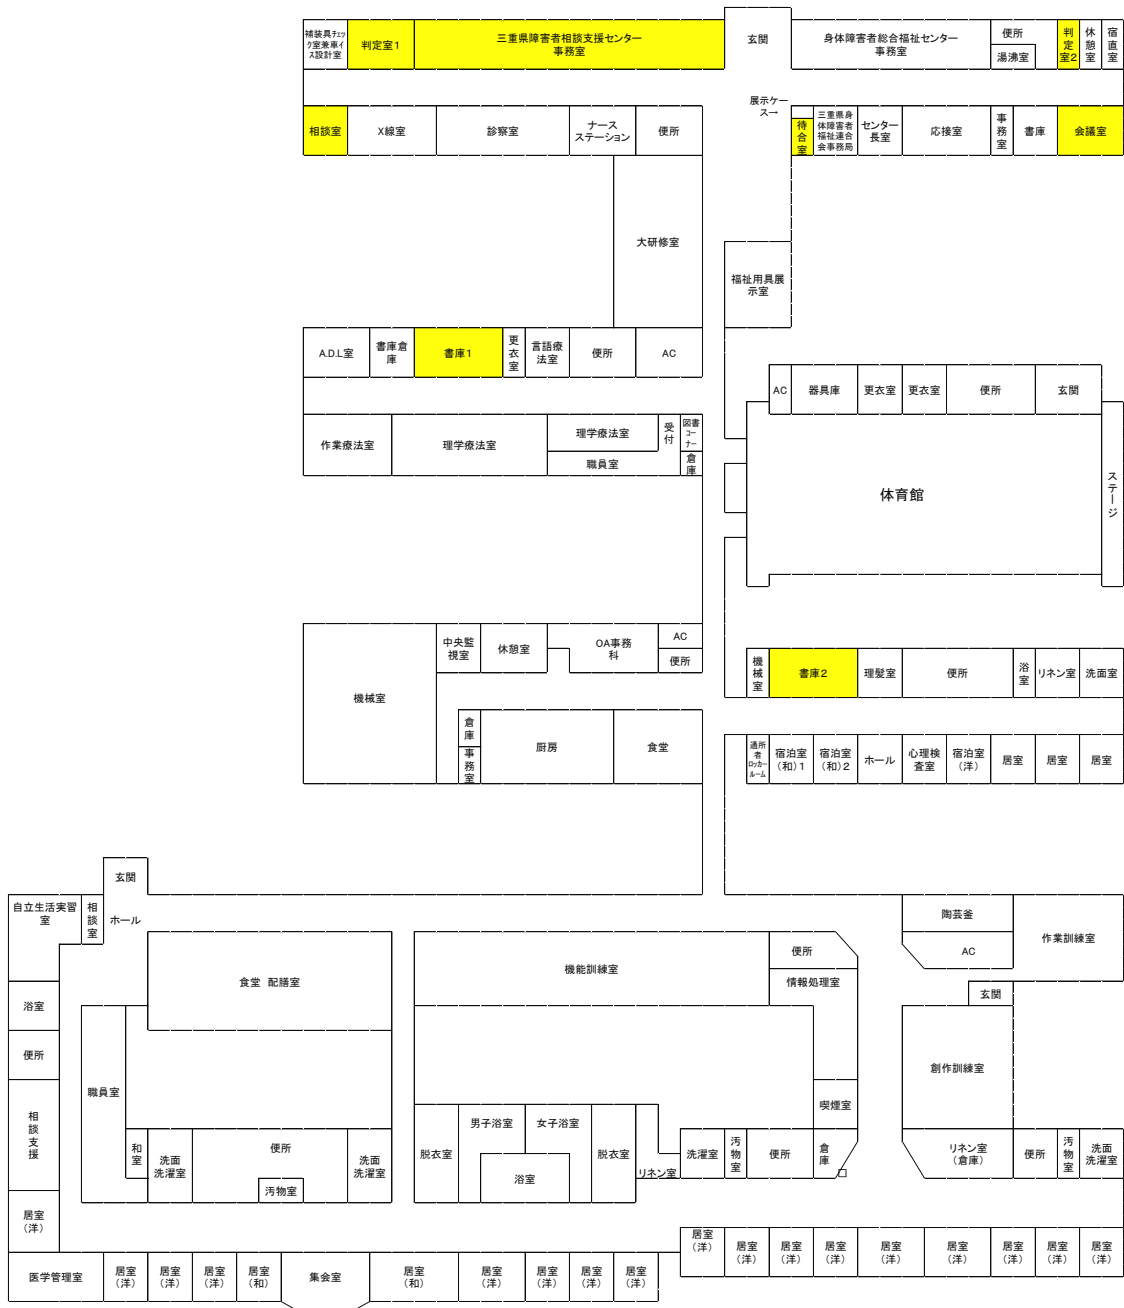 補装具チェッ
ク室兼車イ
ス設計室
判定室1
三重県障害者相談支援センター
事務室
玄関
身体障害者総合福祉センター
事務室
便所
湯沸室
判定室2
休憩室
宿直室
展示ケー
ス→
相談室
X線室
診察室
ナース
ステーション
便所
待合室
三重県身
体障害者
福祉連合
会事務局
センター
長室
応接室
事務室
書庫
会議室
大研修室
福祉用具展
示室
A.D.L室
書庫倉
庫
書庫1
更衣室
言語療
法室
便所
AC
AC
器具庫
更衣室
更衣室
便所
玄関
作業療法室
理学療法室
理学療法室
職員室
受付
図書
コー
ナー
倉庫
体育館
ステージ
機械室
中央監
視室
休憩室
OA事務
科
AC
便所
機械室
書庫2
理髪室
便所
浴室
リネン室
洗面室
倉庫
事務室
厨房
食堂
通所
者
ロッカー
ルーム
宿泊室
(和)1
宿泊室
(和)2
ホール
心理検
査室
宿泊室
(洋)
居室
居室
居室
玄関
自立生活実習
室
相談室
ホール
陶芸釜
AC
作業訓練室
食堂 配膳室
機能訓練室
便所
情報処理室
玄関
浴室
便所
職員室
創作訓練室
相談支援
喫煙室
和室
洗面
洗濯室
便所
汚物室
洗面
洗濯室
脱衣室
男子浴室
女子浴室
浴室
脱衣室
リネン室
洗濯室
汚物室
便所
倉庫
リネン室
(倉庫)
便所
汚物室
洗面
洗濯室
居室
(洋)
居室
(洋)
居室
(洋)
居室
(洋)
居室
(洋)
居室
(洋)
居室
(洋)
居室
(洋)
居室
(洋)
居室
(洋)
医学管理室
居室
(洋)
居室
(洋)
居室
(洋)
居室
(和)
集会室
居室
(和)
居室
(洋)
居室
(洋)
居室
(洋)
居室
(洋)